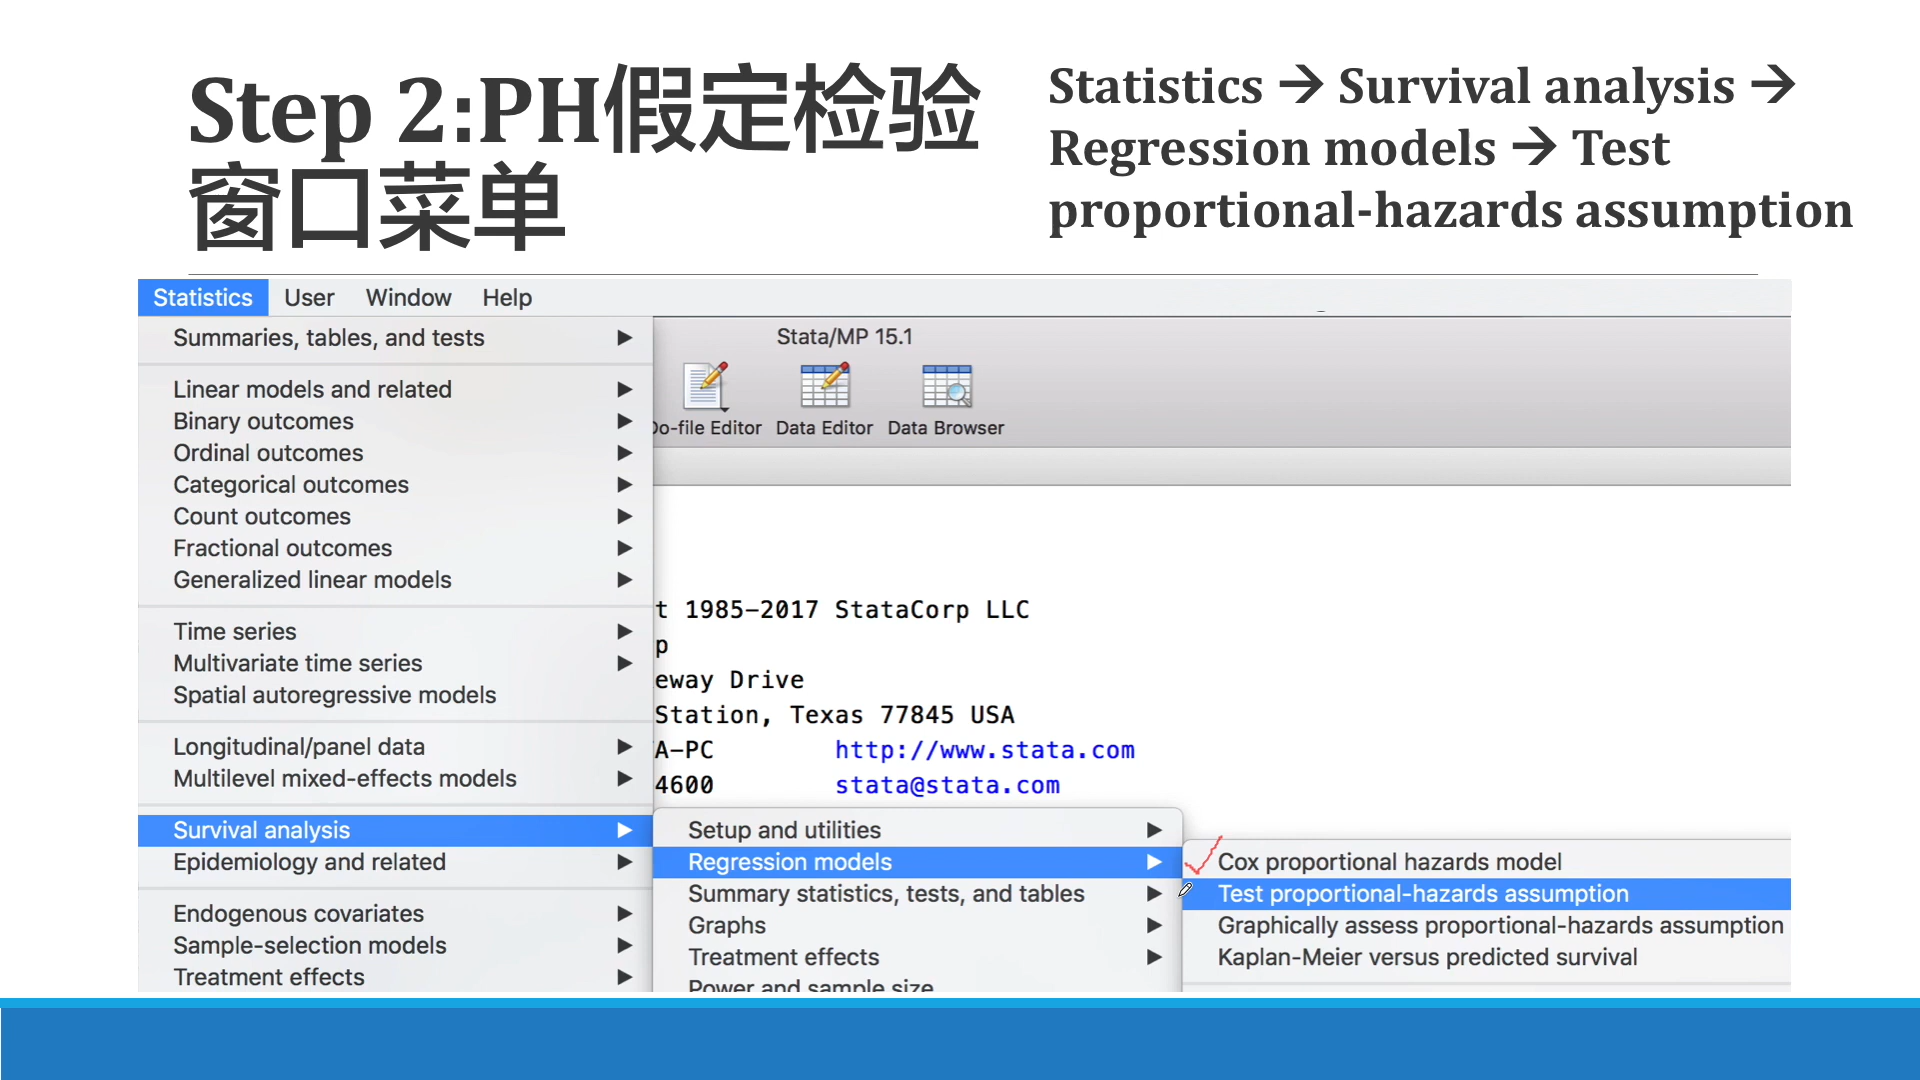 Step 2:PH假定检验
窗口菜单
Statistics → Survival analysis →
Regression models → Test
proportional-hazards assumption
Statistics User Window Help
Summaries, tables, and tests
Linear models and related
Binary outcomes
Ordinal outcomes
Categorical outcomes
Count outcomes
Fractional outcomes
Generalized linear models
Time series
Multivariate time series
Spatial autoregressive models
Longitudinal/panel data
Multilevel mixed-effects models
Survival analysis
Epidemiology and related
Endogenous covariates
Sample-selection models
Treatment effects
Stata/MP 15.1
Do-file Editor Data Editor Data Browser
t 1985-2017 StataCorp LLC
p
eway Drive
Station, Texas 77845 USA
A-PC http://www.stata.com
4600 stata@stata.com
Setup and utilities
Regression models
Summary statistics, tests, and tables
Graphs
Treatment effects
Power and sample size
Cox proportional hazards model
Test proportional-hazards assumption
Graphically assess proportional-hazards assumption
Kaplan-Meier versus predicted survival